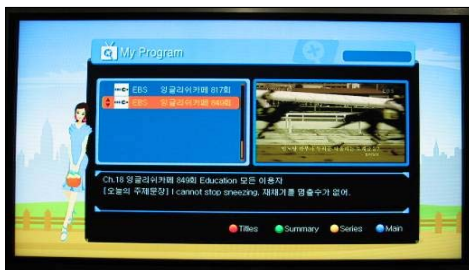 My Program
EBS 잉글리쉬카페 817회
EBS 잉글리쉬카페 849회
EBS
Ch.18 잉글리쉬카페 849회 Education 모든 이용자
[오늘의 주제문장] I cannot stop sneezing. 재채기를 멈출수가 없어.
Titles Summary Series Main